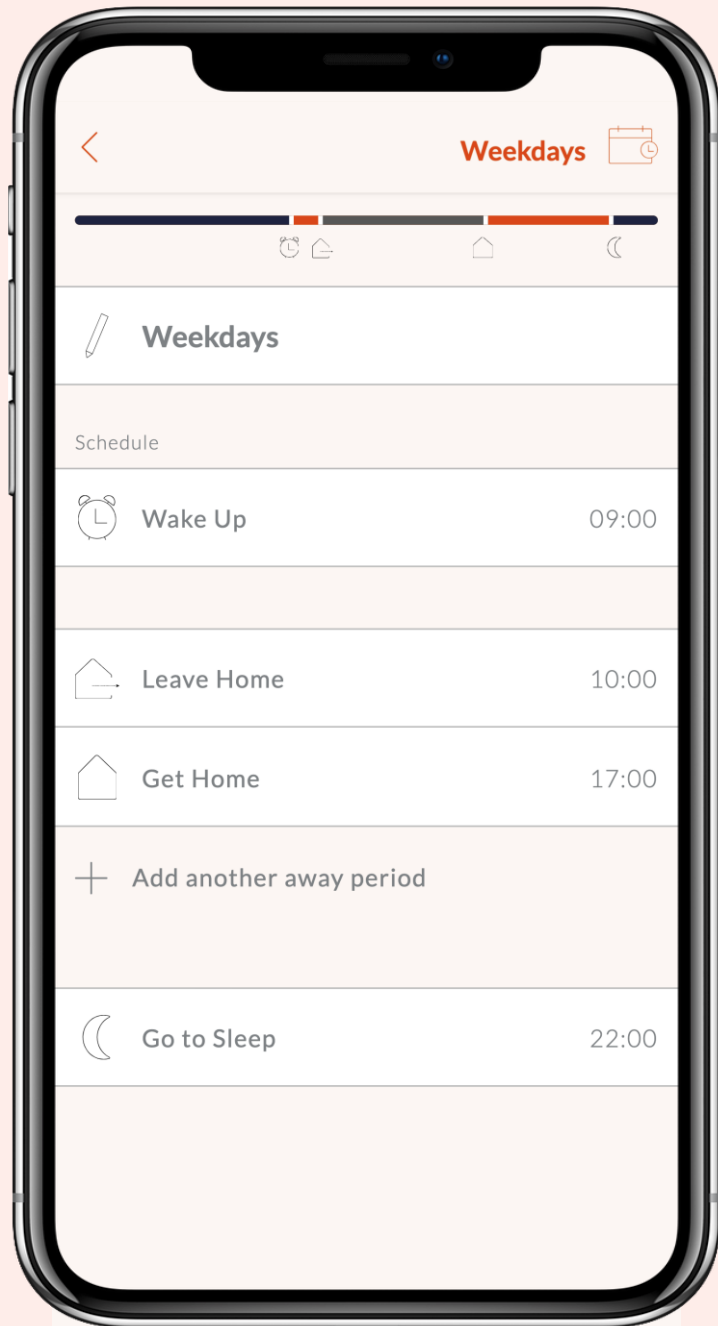 Weekdays
Weekdays
Schedule
Wake Up 09:00
Leave Home 10:00
Get Home 17:00
Add another away period
Go to Sleep 22:00